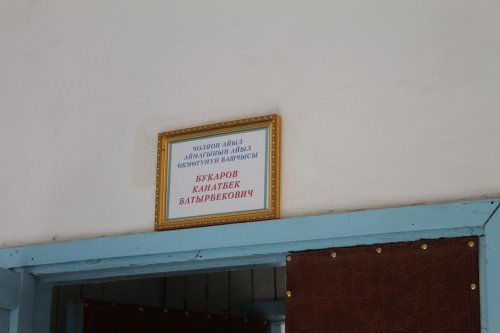 ЧОЛПОН АЙЫЛ
АЙМАГЫНЫН АЙЫЛ
ӨКМӨТҮНҮН БАШЧЫСЫ
БУКАРОВ
КАНАТБЕК
БАТЫРБЕКОВИЧ